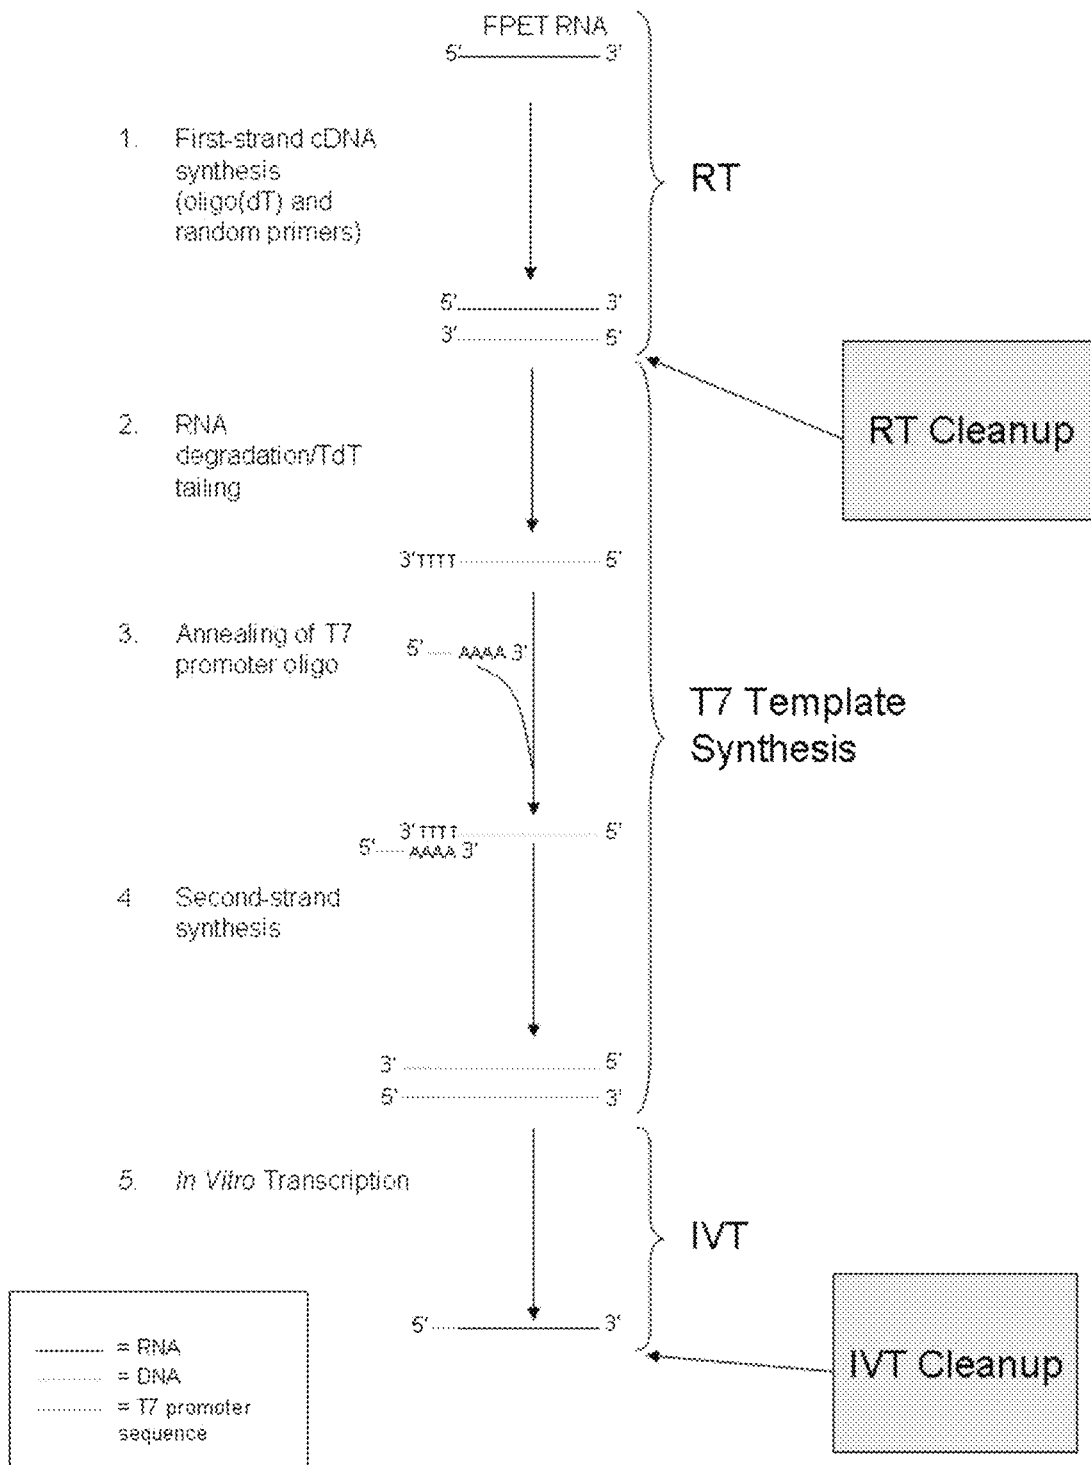 FPET RNA
5' 3'
1. First-strand cDNA
synthesis
(oligo(dT) and
random primers)
RT
5' 3'
3' 5'
RT Cleanup
2. RNA
degradation/TdT
tailing
3'TTTT 5'
3. Annealing of T7
promoter oligo
5' AAAA 3'
T7 Template
Synthesis
3' TTTT 5'
5' AAAA 3'
4 Second-strand
synthesis
3' 5'
5' 3'
5. In Vitro Transcription
IVT
5' 3'
IVT Cleanup
= RNA
= DNA
= T7 promoter
sequence